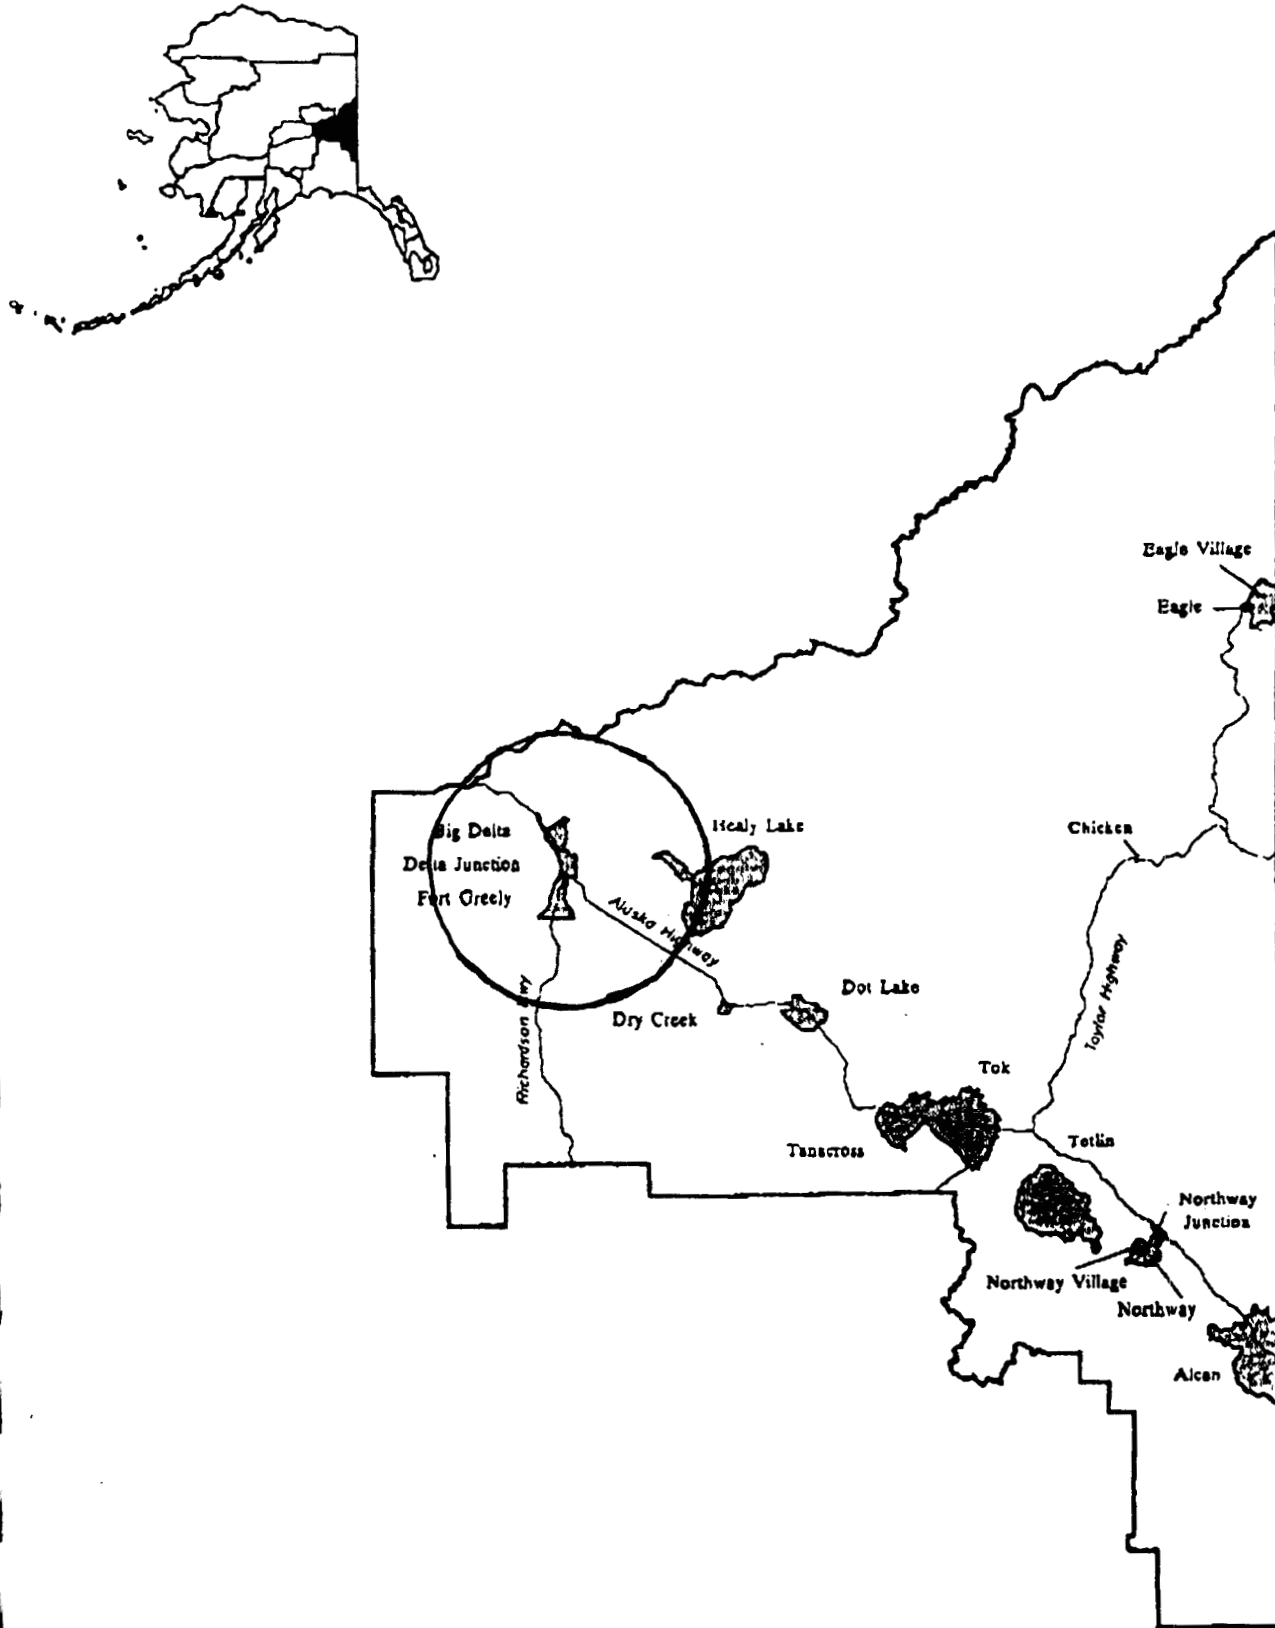 Eagle Village
Eagle
Big Delta
Healy Lake
Chicken
Delta Junction
Fort Greely
Alaska Highway
Taylor Highway
Richardson Hwy
Dot Lake
Dry Creek
Tok
Tanacross
Tetlin
Northway
Junction
Northway Village
Northway
Alcan